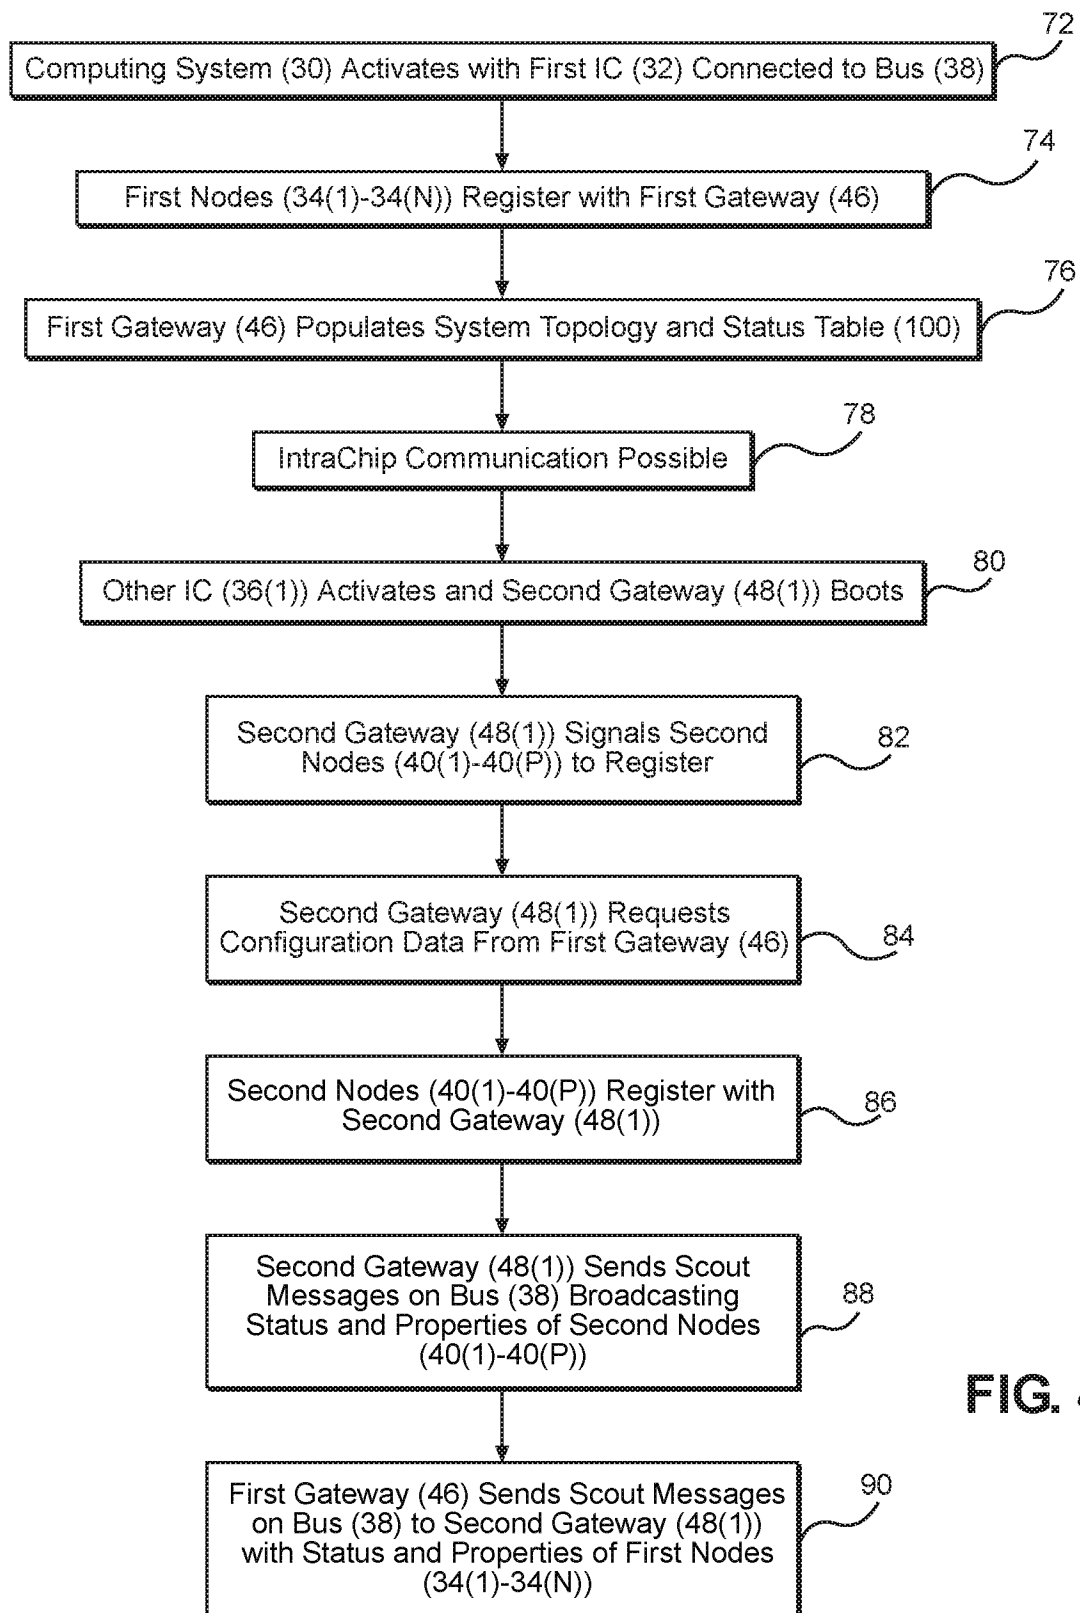 72
Computing System (30) Activates with First IC (32) Connected to Bus (38)
74
First Nodes (34(1)-34(N)) Register with First Gateway (46)
76
First Gateway (46) Populates System Topology and Status Table (100)
78
IntraChip Communication Possible
80
Other IC (36(1)) Activates and Second Gateway (48(1)) Boots
Second Gateway (48(1)) Signals Second
Nodes (40(1)-40(P)) to Register
82
Second Gateway (48(1)) Requests
Configuration Data From First Gateway (46)
84
Second Nodes (40(1)-40(P)) Register with
Second Gateway (48(1))
86
Second Gateway (48(1)) Sends Scout
Messages on Bus (38) Broadcasting
Status and Properties of Second Nodes
(40(1)-40(P))
88
FIG.
90
First Gateway (46) Sends Scout Messages
on Bus (38) to Second Gateway (48(1))
with Status and Properties of First Nodes
(34(1)-34(N))